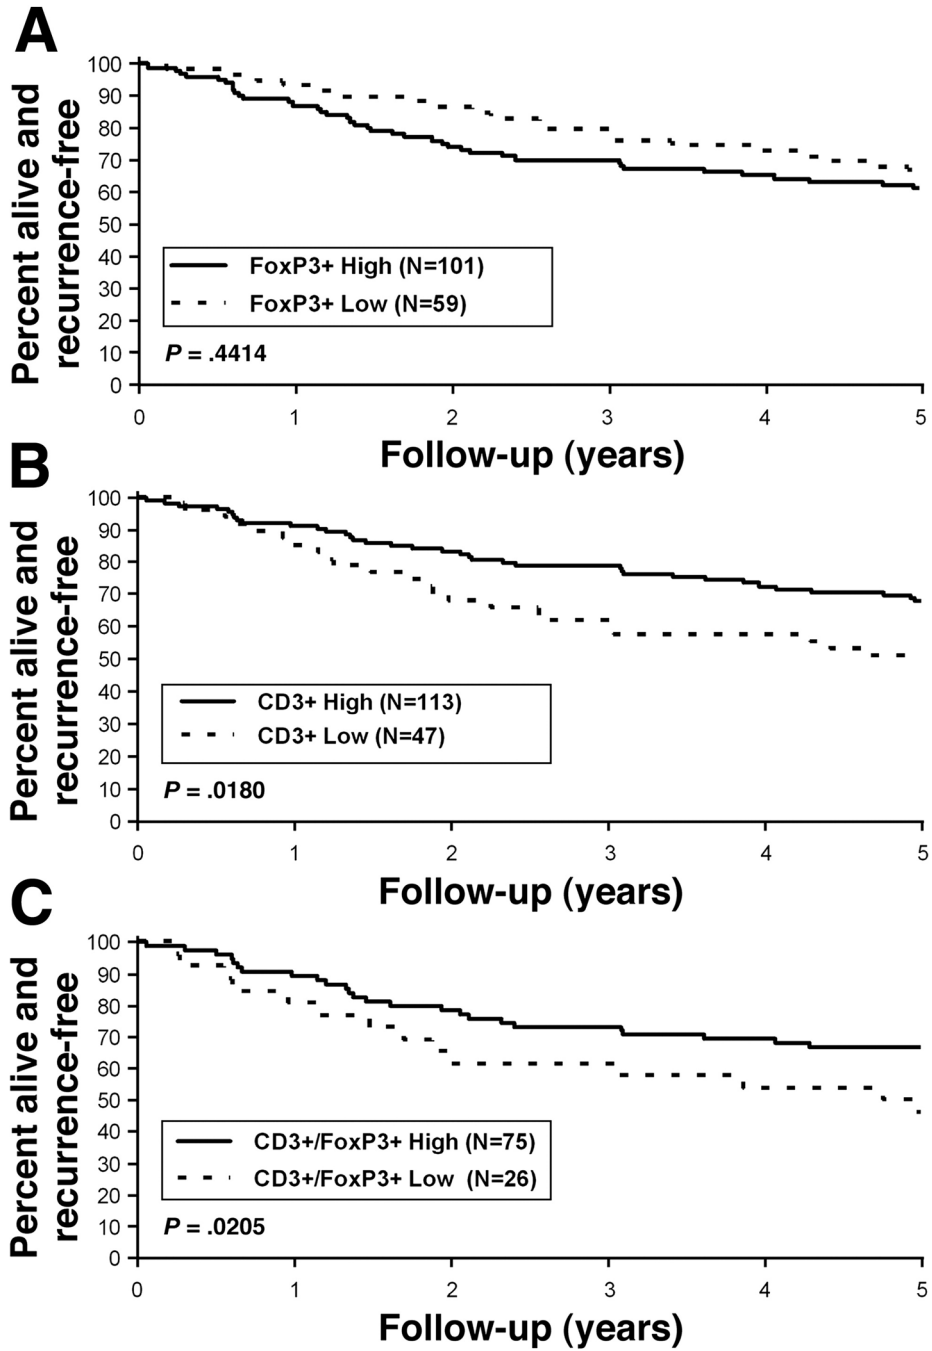 A
Percent alive and
recurrence-free
100
90
80
70
60
50
40
30
20
10
0
FoxP3+ High (N=101)
FoxP3+ Low (N=59)
P = .4414
0 1 2 3 4 5
Follow-up (years)
B
Percent alive and
recurrence-free
100
90
80
70
60
50
40
30
20
10
0
CD3+ High (N=113)
CD3+ Low (N=47)
P = .0180
0 1 2 3 4 5
Follow-up (years)
C
Percent alive and
recurrence-free
100
90
80
70
60
50
40
30
20
10
0
CD3+/FoxP3+ High (N=75)
CD3+/FoxP3+ Low (N=26)
P = .0205
0 1 2 3 4 5
Follow-up (years)